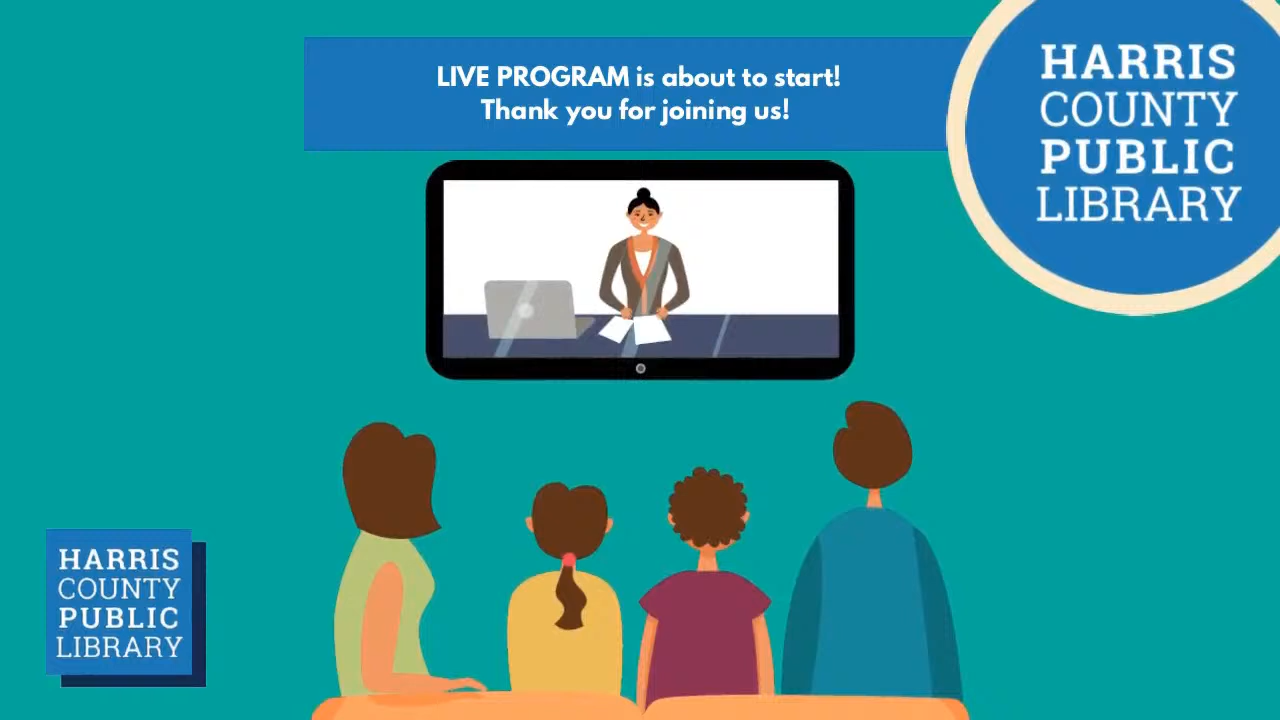 LIVE PROGRAM is about to start!
Thank you for joining us!
HARRIS
COUNTY
PUBLIC
LIBRARY
HARRIS
COUNTY
PUBLIC
LIBRARY